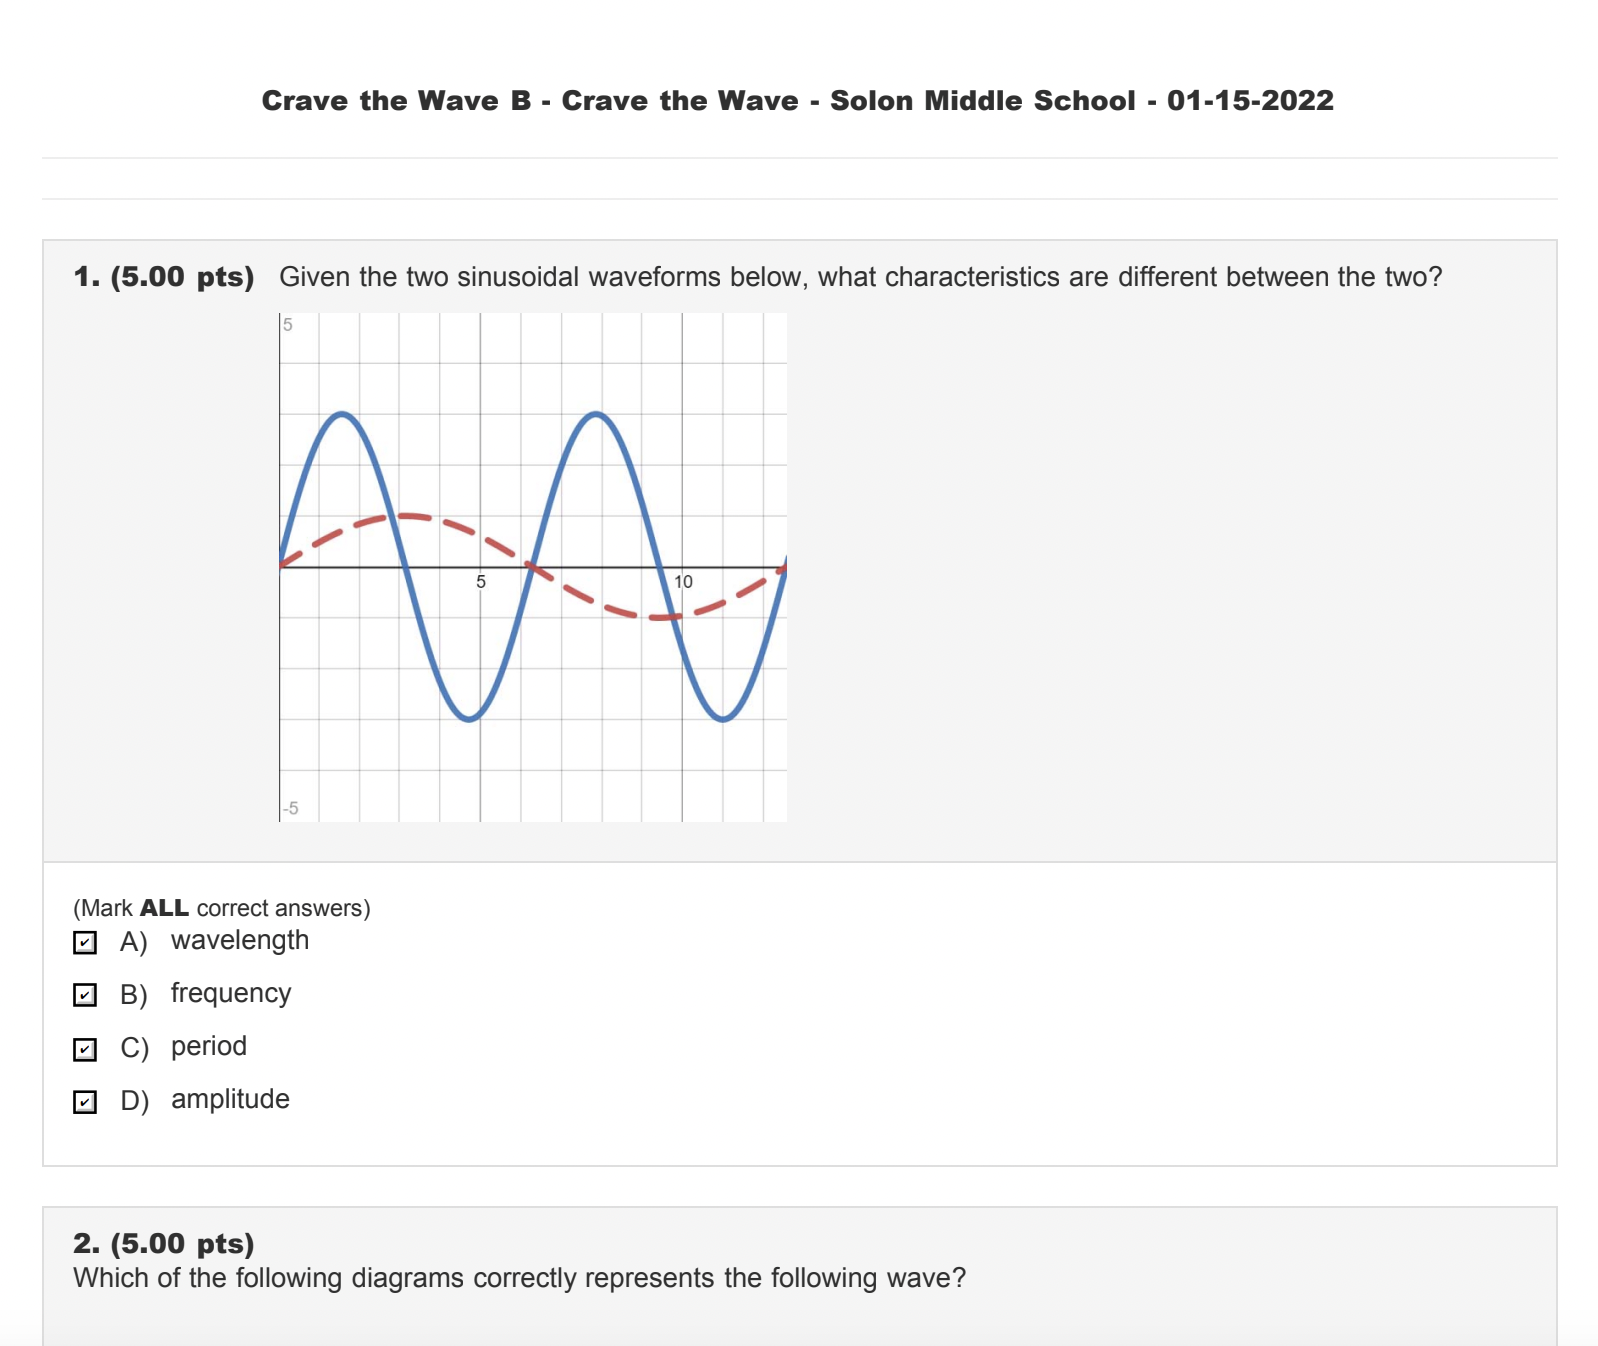 Crave the Wave B - Crave the Wave - Solon Middle School - 01-15-2022
1. (5.00 pts) Given the two sinusoidal waveforms below, what characteristics are different between the two?
5
5 10
-5
(Mark ALL correct answers)
A) wavelength
B) frequency
C) period
D) amplitude
2. (5.00 pts)
Which of the following diagrams correctly represents the following wave?